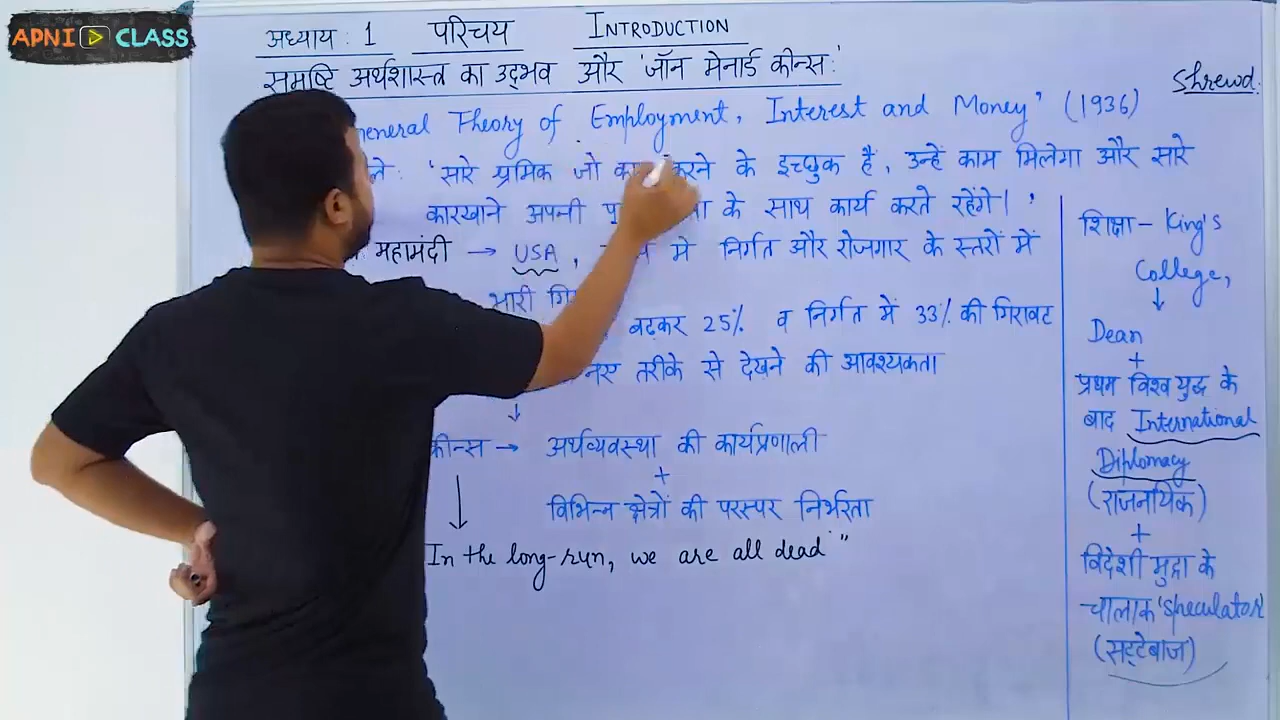 APNI CLASS
अध्याय : 1 परिचय INTRODUCTION
समष्टि अर्थशास्त्र का उद्भव और 'जॉन मेनार्ड कीन्स'
Theory of Employment, Interest and Money' (1936)
'सारे श्रमिक जो करने के इच्छुक हैं, उन्हें काम मिलेगा और सारे
कारखाने अपनी के साथ कार्य करते रहेंगे।'
महामंदी → USA, में निर्गत और रोजगार के स्तरों में
भारी
बढ़कर 25% व निर्गत में 33% की गिरावट
नए तरीके से देखने की आवश्यकता
↓
कीन्स → अर्थव्यवस्था की कार्यप्रणाली
+
विभिन्न क्षेत्रों की परस्पर निर्भरता
In the long-run, we are all dead"
Shrewd.
शिक्षा - King's
College,
↓
Dean
+
प्रथम विश्व युद्ध के
बाद International
Diplomacy
(राजनायिक)
+
विदेशी मुद्रा के
चालाक 'Speculator'
(सट्टेबाज)